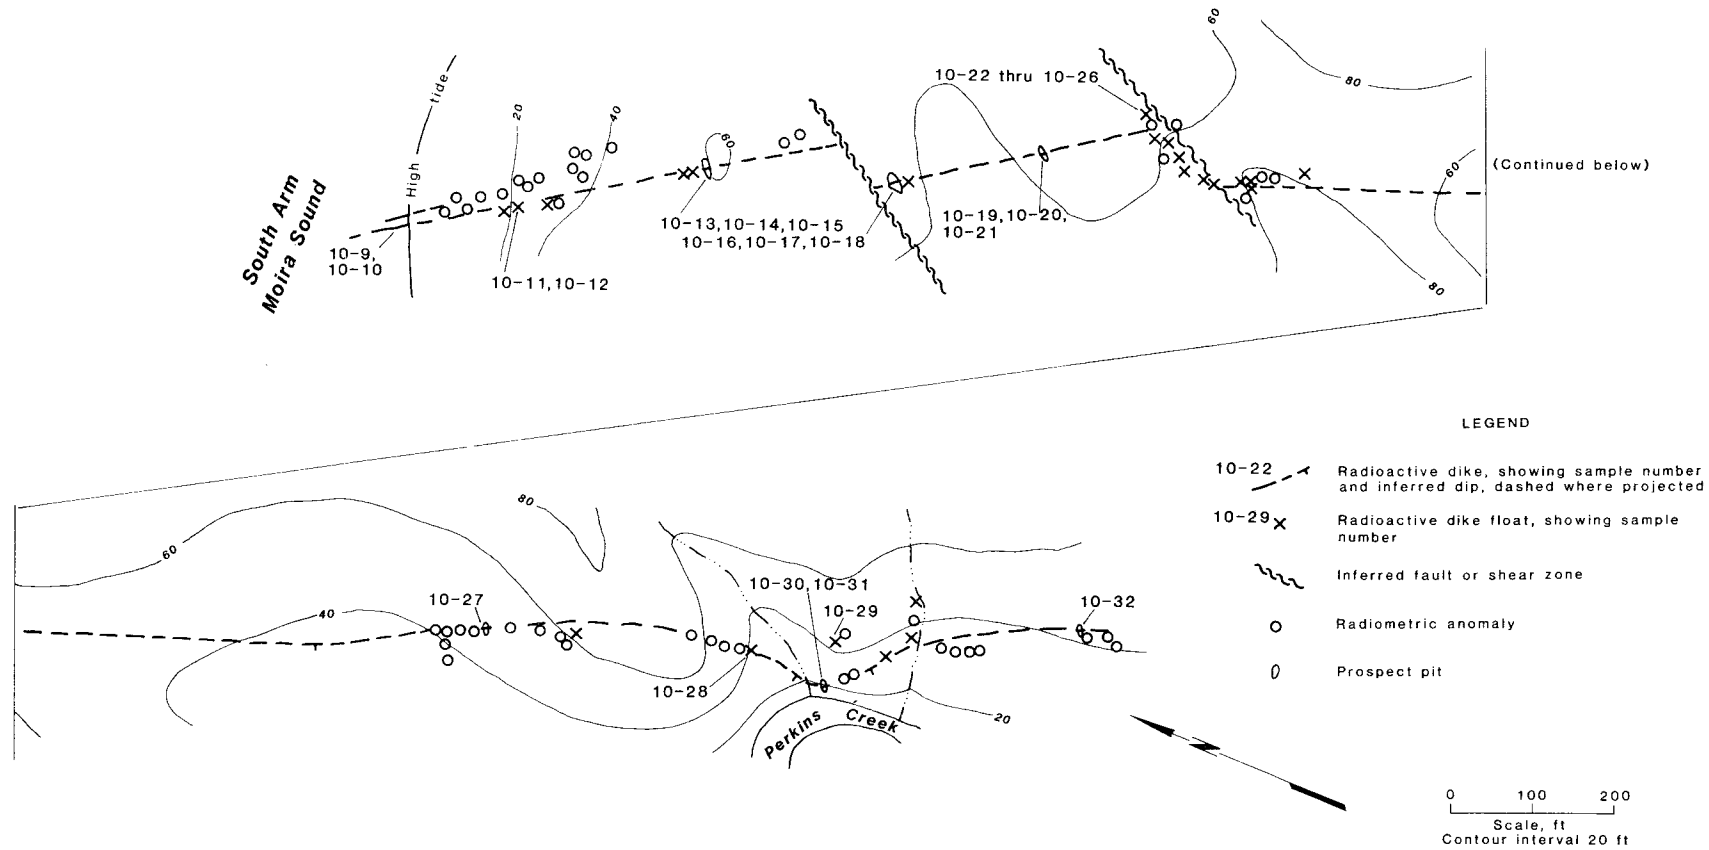 60
80
High tide
20
40
60
10-22 thru 10-26
(Continued below)
60
South Arm
Moira Sound
10-9,
10-10
10-11,10-12
10-13,10-14,10-15
10-16,10-17,10-18
10-19,10-20,
10-21
80
LEGEND
10-22
Radioactive dike, showing sample number
and inferred dip, dashed where projected
10-29
Radioactive dike float, showing sample
number
Inferred fault or shear zone
Radiometric anomaly
Prospect pit
80
60
40
10-27
10-30,10-31
10-29
10-32
10-28
20
Perkins Creek
N
0 100 200
Scale, ft
Contour interval 20 ft